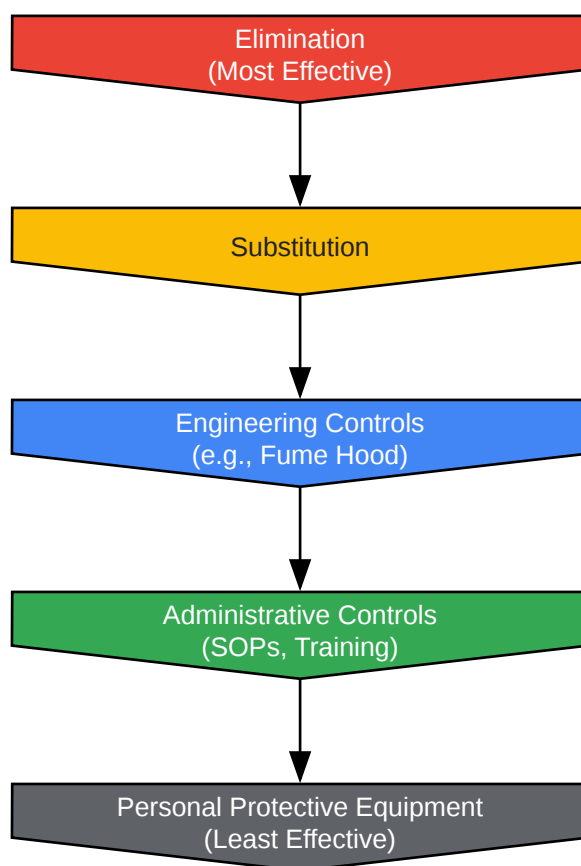 Elimination
(Most Effective)
Substitution
Engineering Controls
(e.g., Fume Hood)
Administrative Controls
(SOPs, Training)
Personal Protective Equipment
(Least Effective)